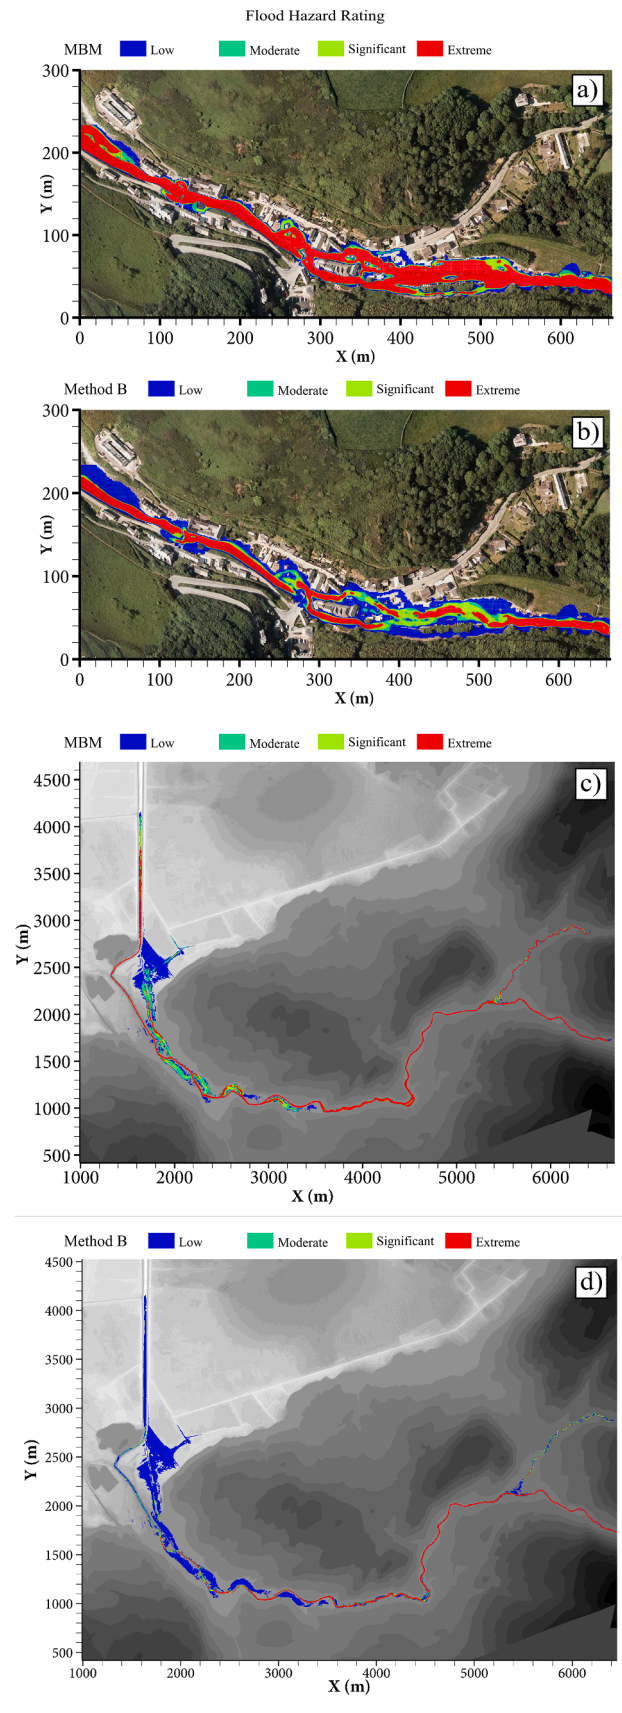 Flood Hazard Rating
MBM Low Moderate Significant Extreme
a)
300
200
100
0
Y (m)
0 100 200 300 400 500 600
X (m)
Method B Low Moderate Significant Extreme
b)
300
200
100
0
Y (m)
0 100 200 300 400 500 600
X (m)
MBM Low Moderate Significant Extreme
c)
4500
4000
3500
3000
2500
2000
1500
1000
500
Y (m)
1000 2000 3000 4000 5000 6000
X (m)
Method B Low Moderate Significant Extreme
d)
4500
4000
3500
3000
2500
2000
1500
1000
500
Y (m)
1000 2000 3000 4000 5000 6000
X (m)